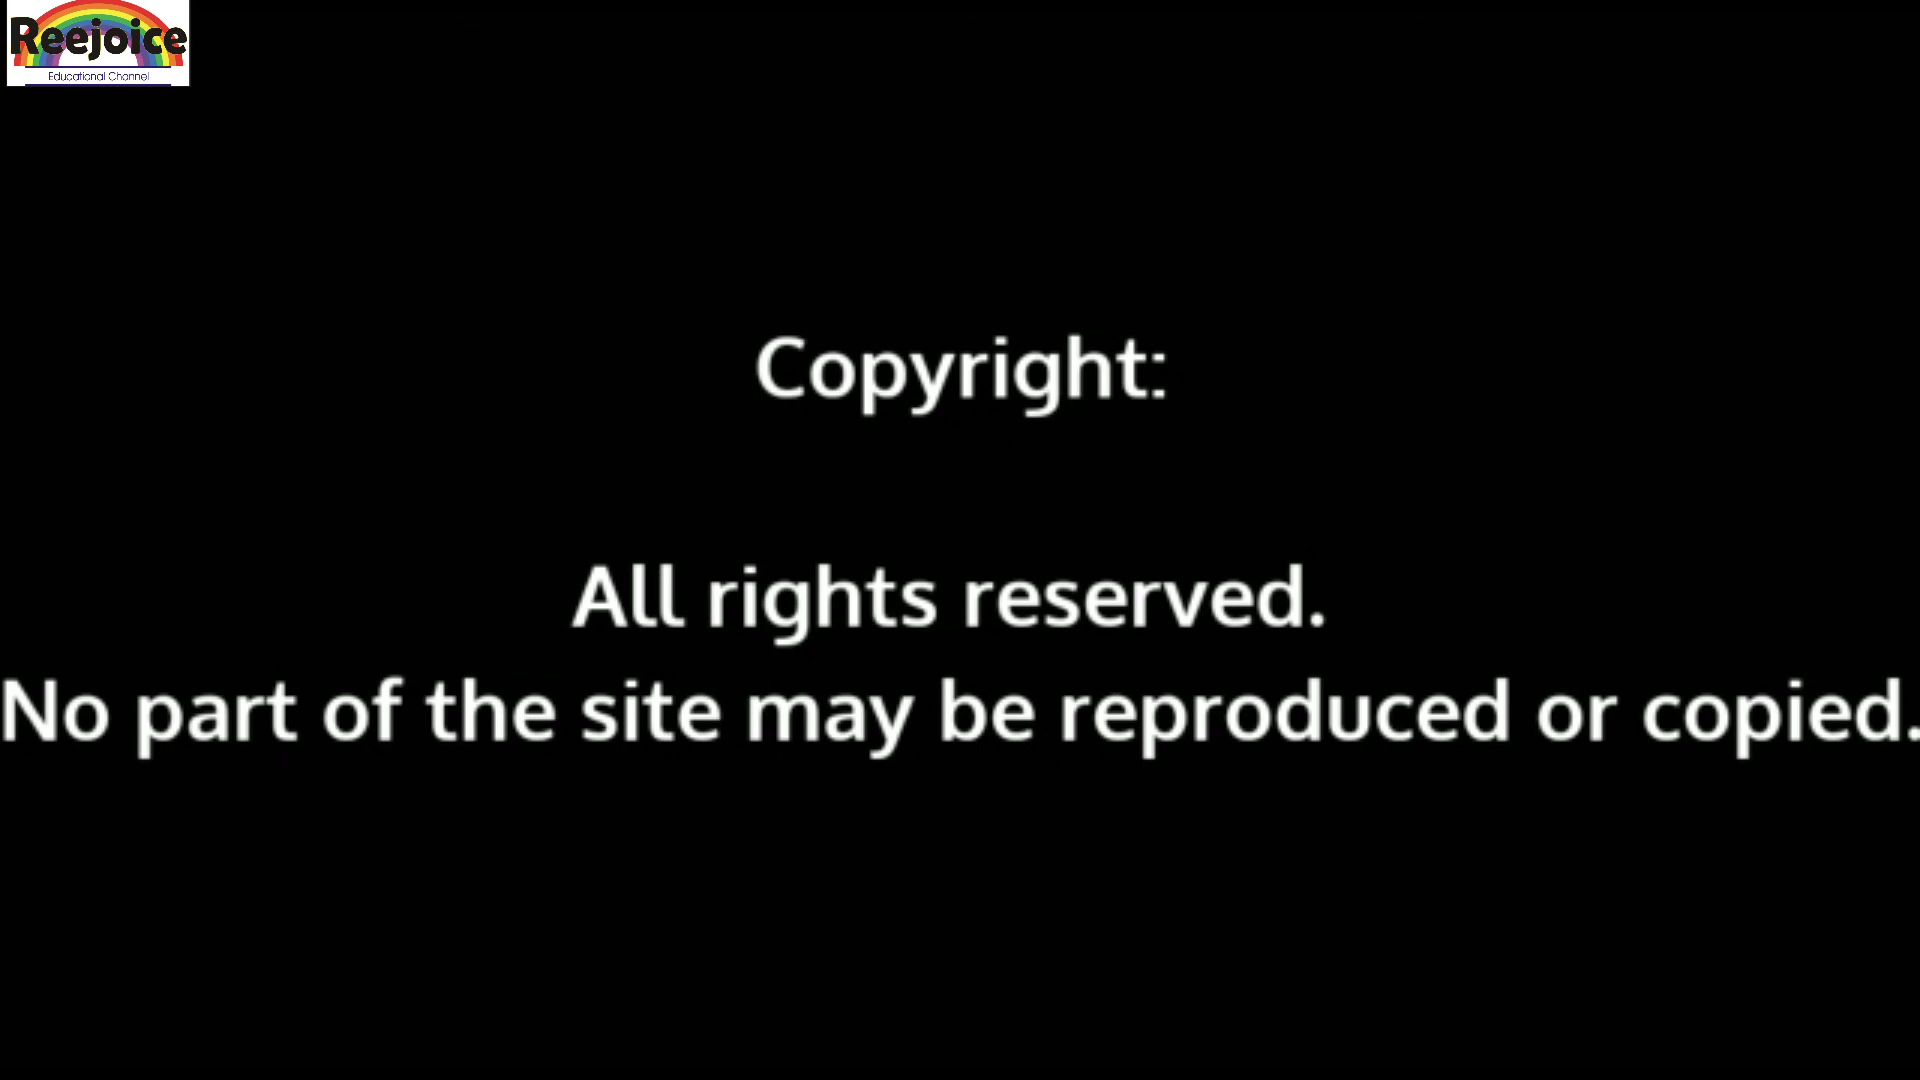 Reejoice
Educational Channel
Copyright:
All rights reserved.
No part of the site may be reproduced or copied.